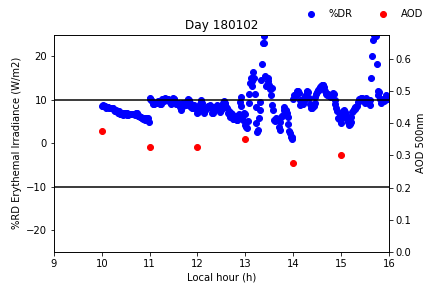 %DR AOD
Day 180102
%RD Erythemal Irradiance (W/m2)
20
10
0
−10
−20
0.6
0.5
0.4
0.3
0.2
0.1
0.0
AOD 500nm
9 10 11 12 13 14 15 16
Local hour (h)